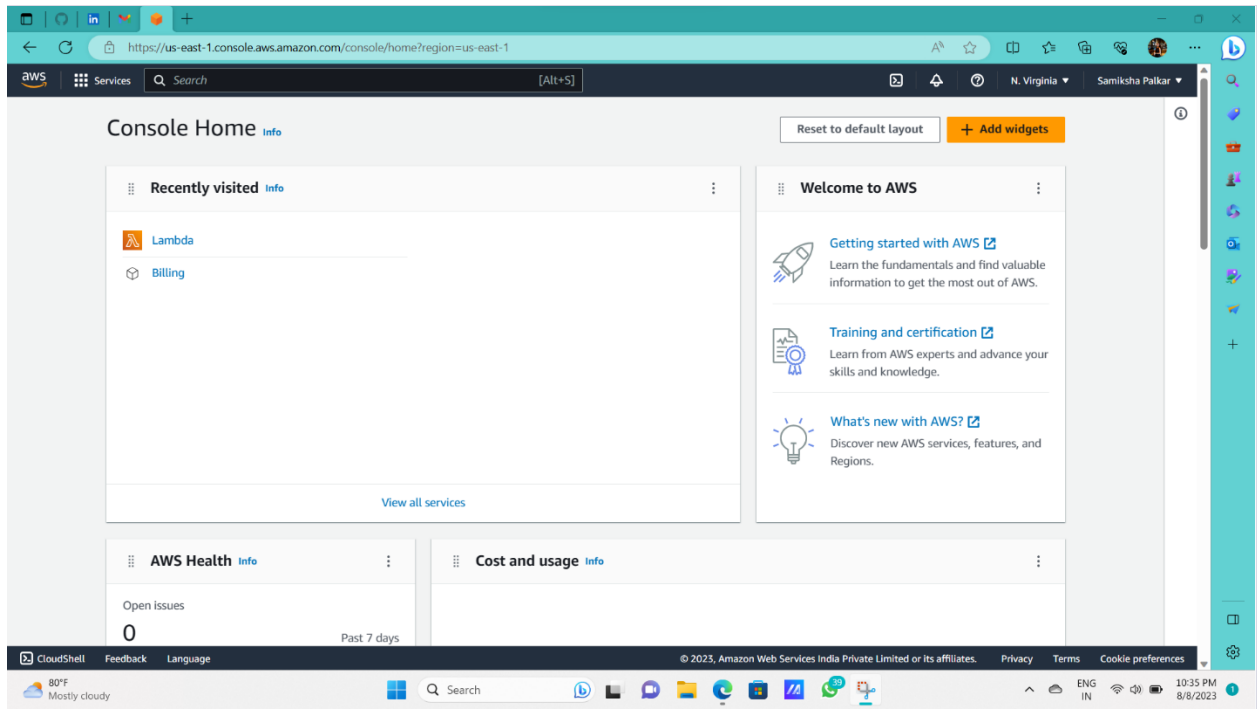 in
https://us-east-1.console.aws.amazon.com/console/home?region=us-east-1
aws
Services
Search
[Alt+S]
N. Virginia
Samiksha Palkar
Console Home Info
Reset to default layout
Add widgets
Recently visited Info
Lambda
Billing
View all services
Welcome to AWS
Getting started with AWS
Learn the fundamentals and find valuable
information to get the most out of AWS.
Training and certification
Learn from AWS experts and advance your
skills and knowledge.
What's new with AWS?
Discover new AWS services, features, and
Regions.
AWS Health Info
Open issues
0
Past 7 days
Cost and usage Info
CloudShell
Feedback
Language
© 2023, Amazon Web Services India Private Limited or its affiliates.
Privacy
Terms
Cookie preferences
80°F
Mostly cloudy
Search
39
ENG
IN
10:35 PM
8/8/2023
1